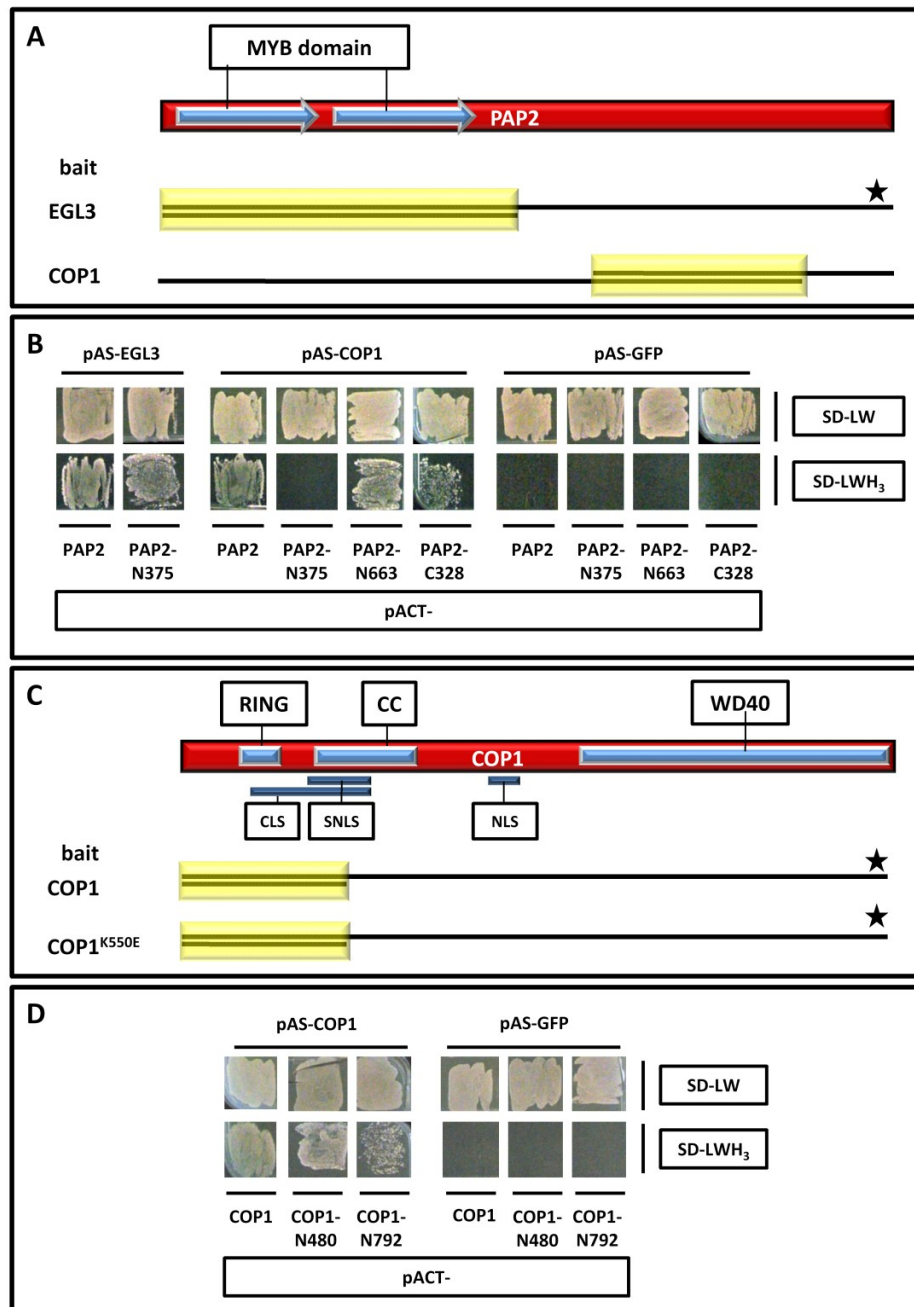 A
MYB domain
PAP2
bait
EGL3
COP1
B
pAS-EGL3 pAS-COP1 pAS-GFP
SD-LW
SD-LWH3
PAP2 PAP2-N375 PAP2 PAP2-N375 PAP2-N663 PAP2-C328 PAP2 PAP2-N375 PAP2-N663 PAP2-C328
pACT-
C
RING CC WD40
COP1
CLS SNLS NLS
bait
COP1
COP1K550E
D
pAS-COP1 pAS-GFP
SD-LW
SD-LWH3
COP1 COP1-N480 COP1-N792 COP1 COP1-N480 COP1-N792
pACT-